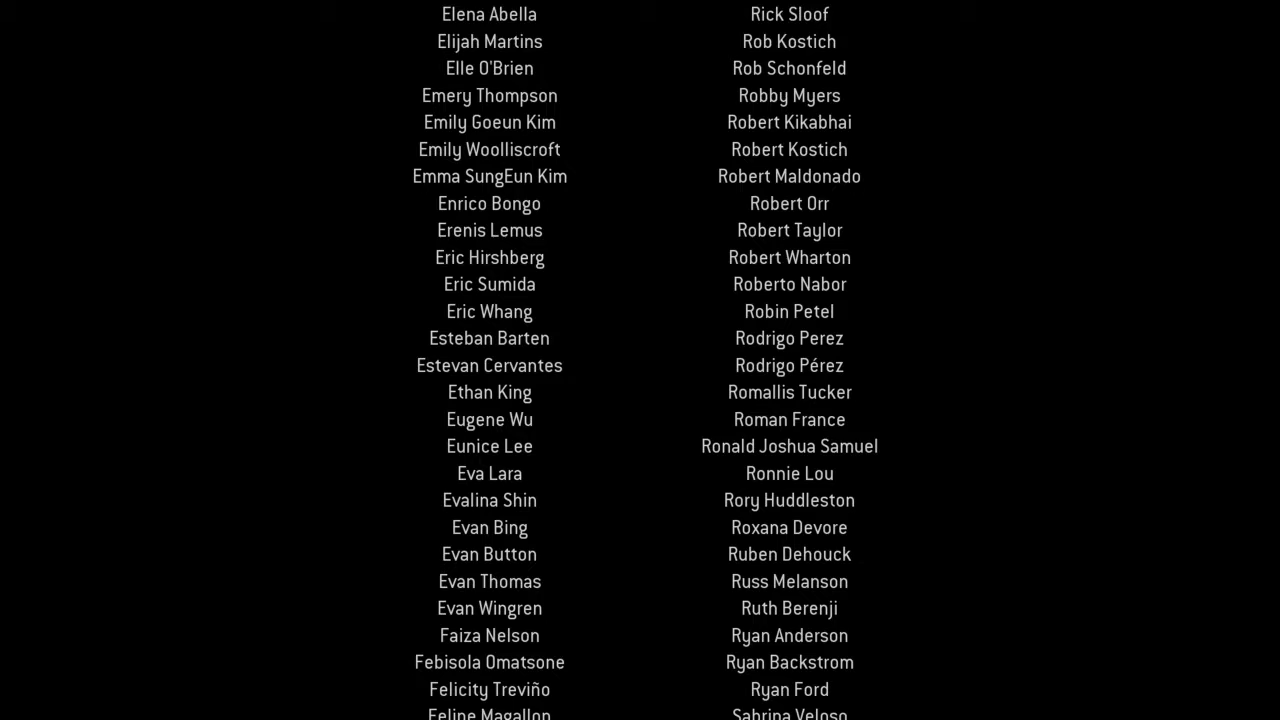 Elena Abella
Elijah Martins
Elle O'Brien
Emery Thompson
Emily Goeun Kim
Emily Woolliscroft
Emma SungEun Kim
Enrico Bongo
Erenis Lemus
Eric Hirshberg
Eric Sumida
Eric Whang
Esteban Barten
Estevan Cervantes
Ethan King
Eugene Wu
Eunice Lee
Eva Lara
Evalina Shin
Evan Bing
Evan Button
Evan Thomas
Evan Wingren
Faiza Nelson
Febisola Omatsone
Felicity Treviño
Felipe Magallon
Rick Sloof
Rob Kostich
Rob Schonfeld
Robby Myers
Robert Kikabhai
Robert Kostich
Robert Maldonado
Robert Orr
Robert Taylor
Robert Wharton
Roberto Nabor
Robin Petel
Rodrigo Perez
Rodrigo Pérez
Romallis Tucker
Roman France
Ronald Joshua Samuel
Ronnie Lou
Rory Huddleston
Roxana Devore
Ruben Dehouck
Russ Melanson
Ruth Berenji
Ryan Anderson
Ryan Backstrom
Ryan Ford
Sabrina Veloso